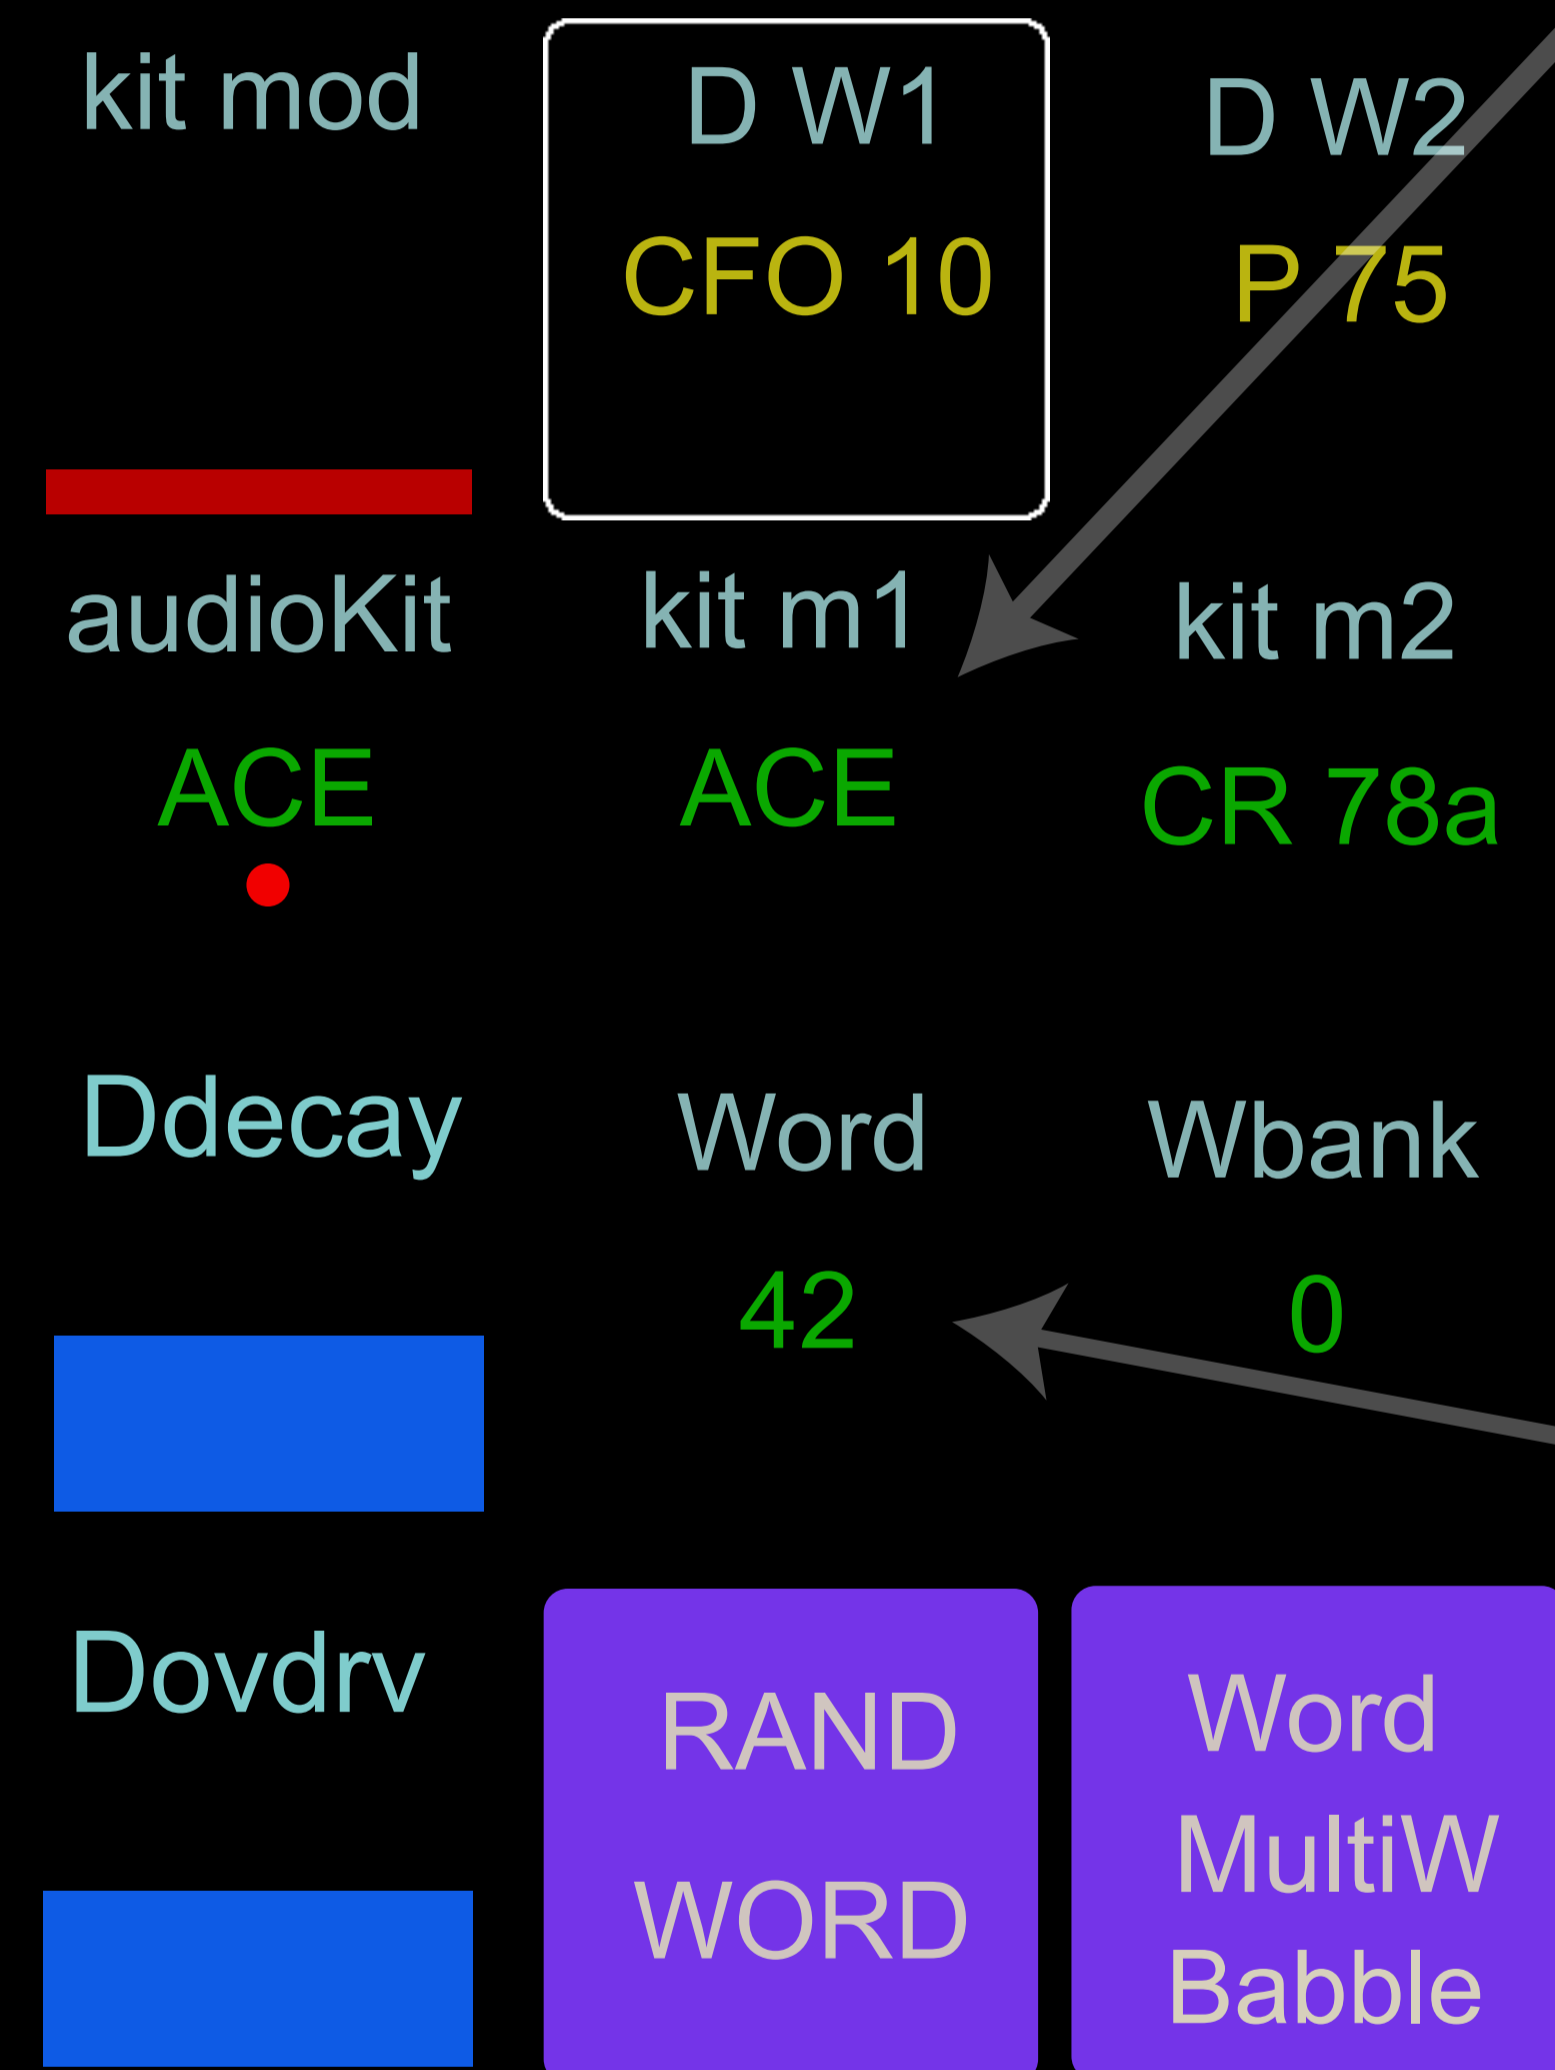 kit mod
D W1
CFO 10
D W2
P 75
audioKit
ACE
kit m1
ACE
kit m2
CR 78a
Ddecay
Word
42
Wbank
0
Dovdrv
RAND
WORD
Word
MultiW
Babble